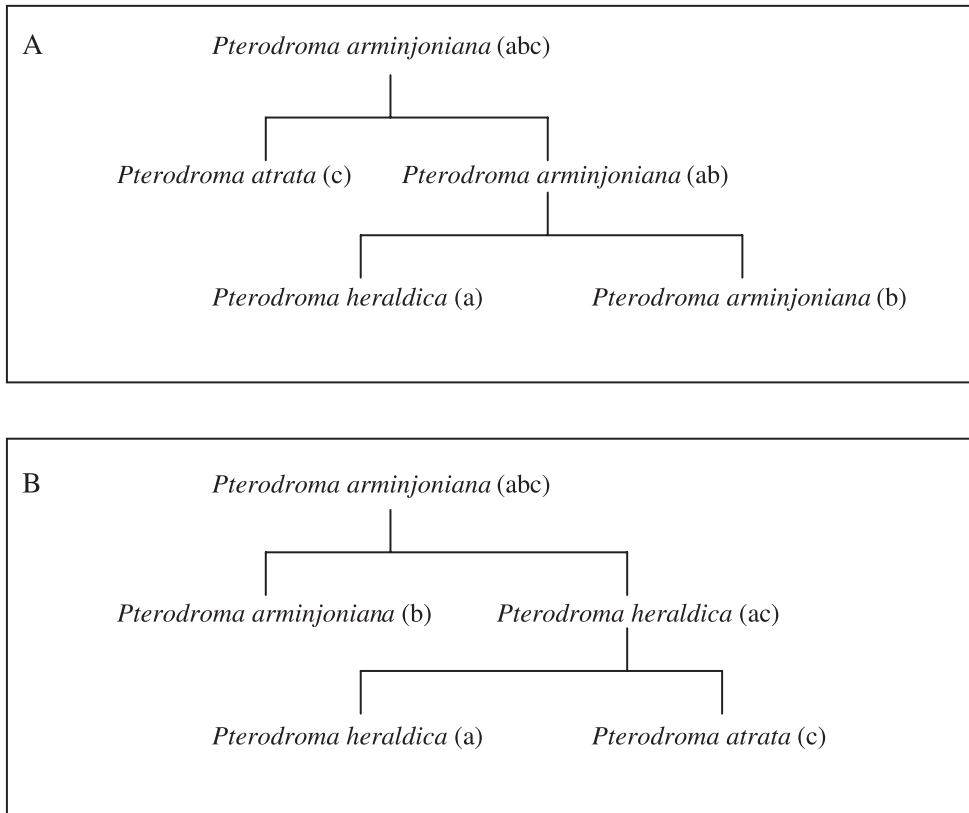 A
Pterodroma arminjoniana (abc)
Pterodroma atrata (c) Pterodroma arminjoniana (ab)
Pterodroma heraldica (a) Pterodroma arminjoniana (b)
B
Pterodroma arminjoniana (abc)
Pterodroma arminjoniana (b) Pterodroma heraldica (ac)
Pterodroma heraldica (a) Pterodroma atrata (c)